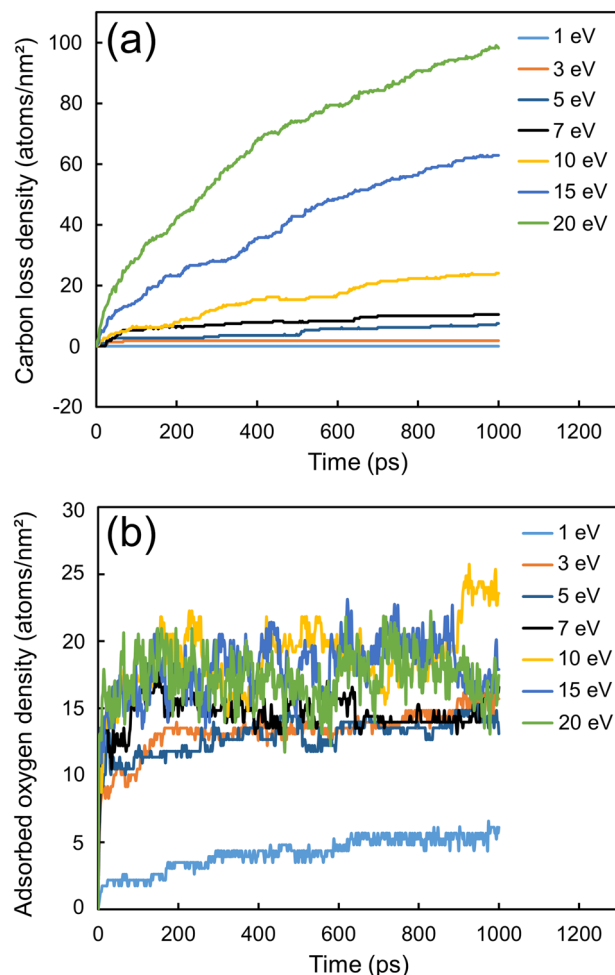 (a)
Carbon loss density (atoms/nm²)
100
80
60
40
20
0
-20
0 200 400 600 800 1000 1200
Time (ps)
1 eV
3 eV
5 eV
7 eV
10 eV
15 eV
20 eV
(b)
Adsorbed oxygen density (atoms/nm²)
30
25
20
15
10
5
0
0 200 400 600 800 1000 1200
Time (ps)
1 eV
3 eV
5 eV
7 eV
10 eV
15 eV
20 eV